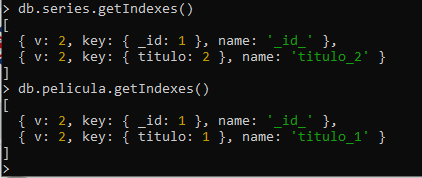 > db.series.getIndexes()
[
  { v: 2, key: { _id: 1 }, name: '_id_' },
  { v: 2, key: { titulo: 2 }, name: 'titulo_2' }
]
> db.pelicula.getIndexes()
[
  { v: 2, key: { _id: 1 }, name: '_id_' },
  { v: 2, key: { titulo: 1 }, name: 'titulo_1' }
]
>